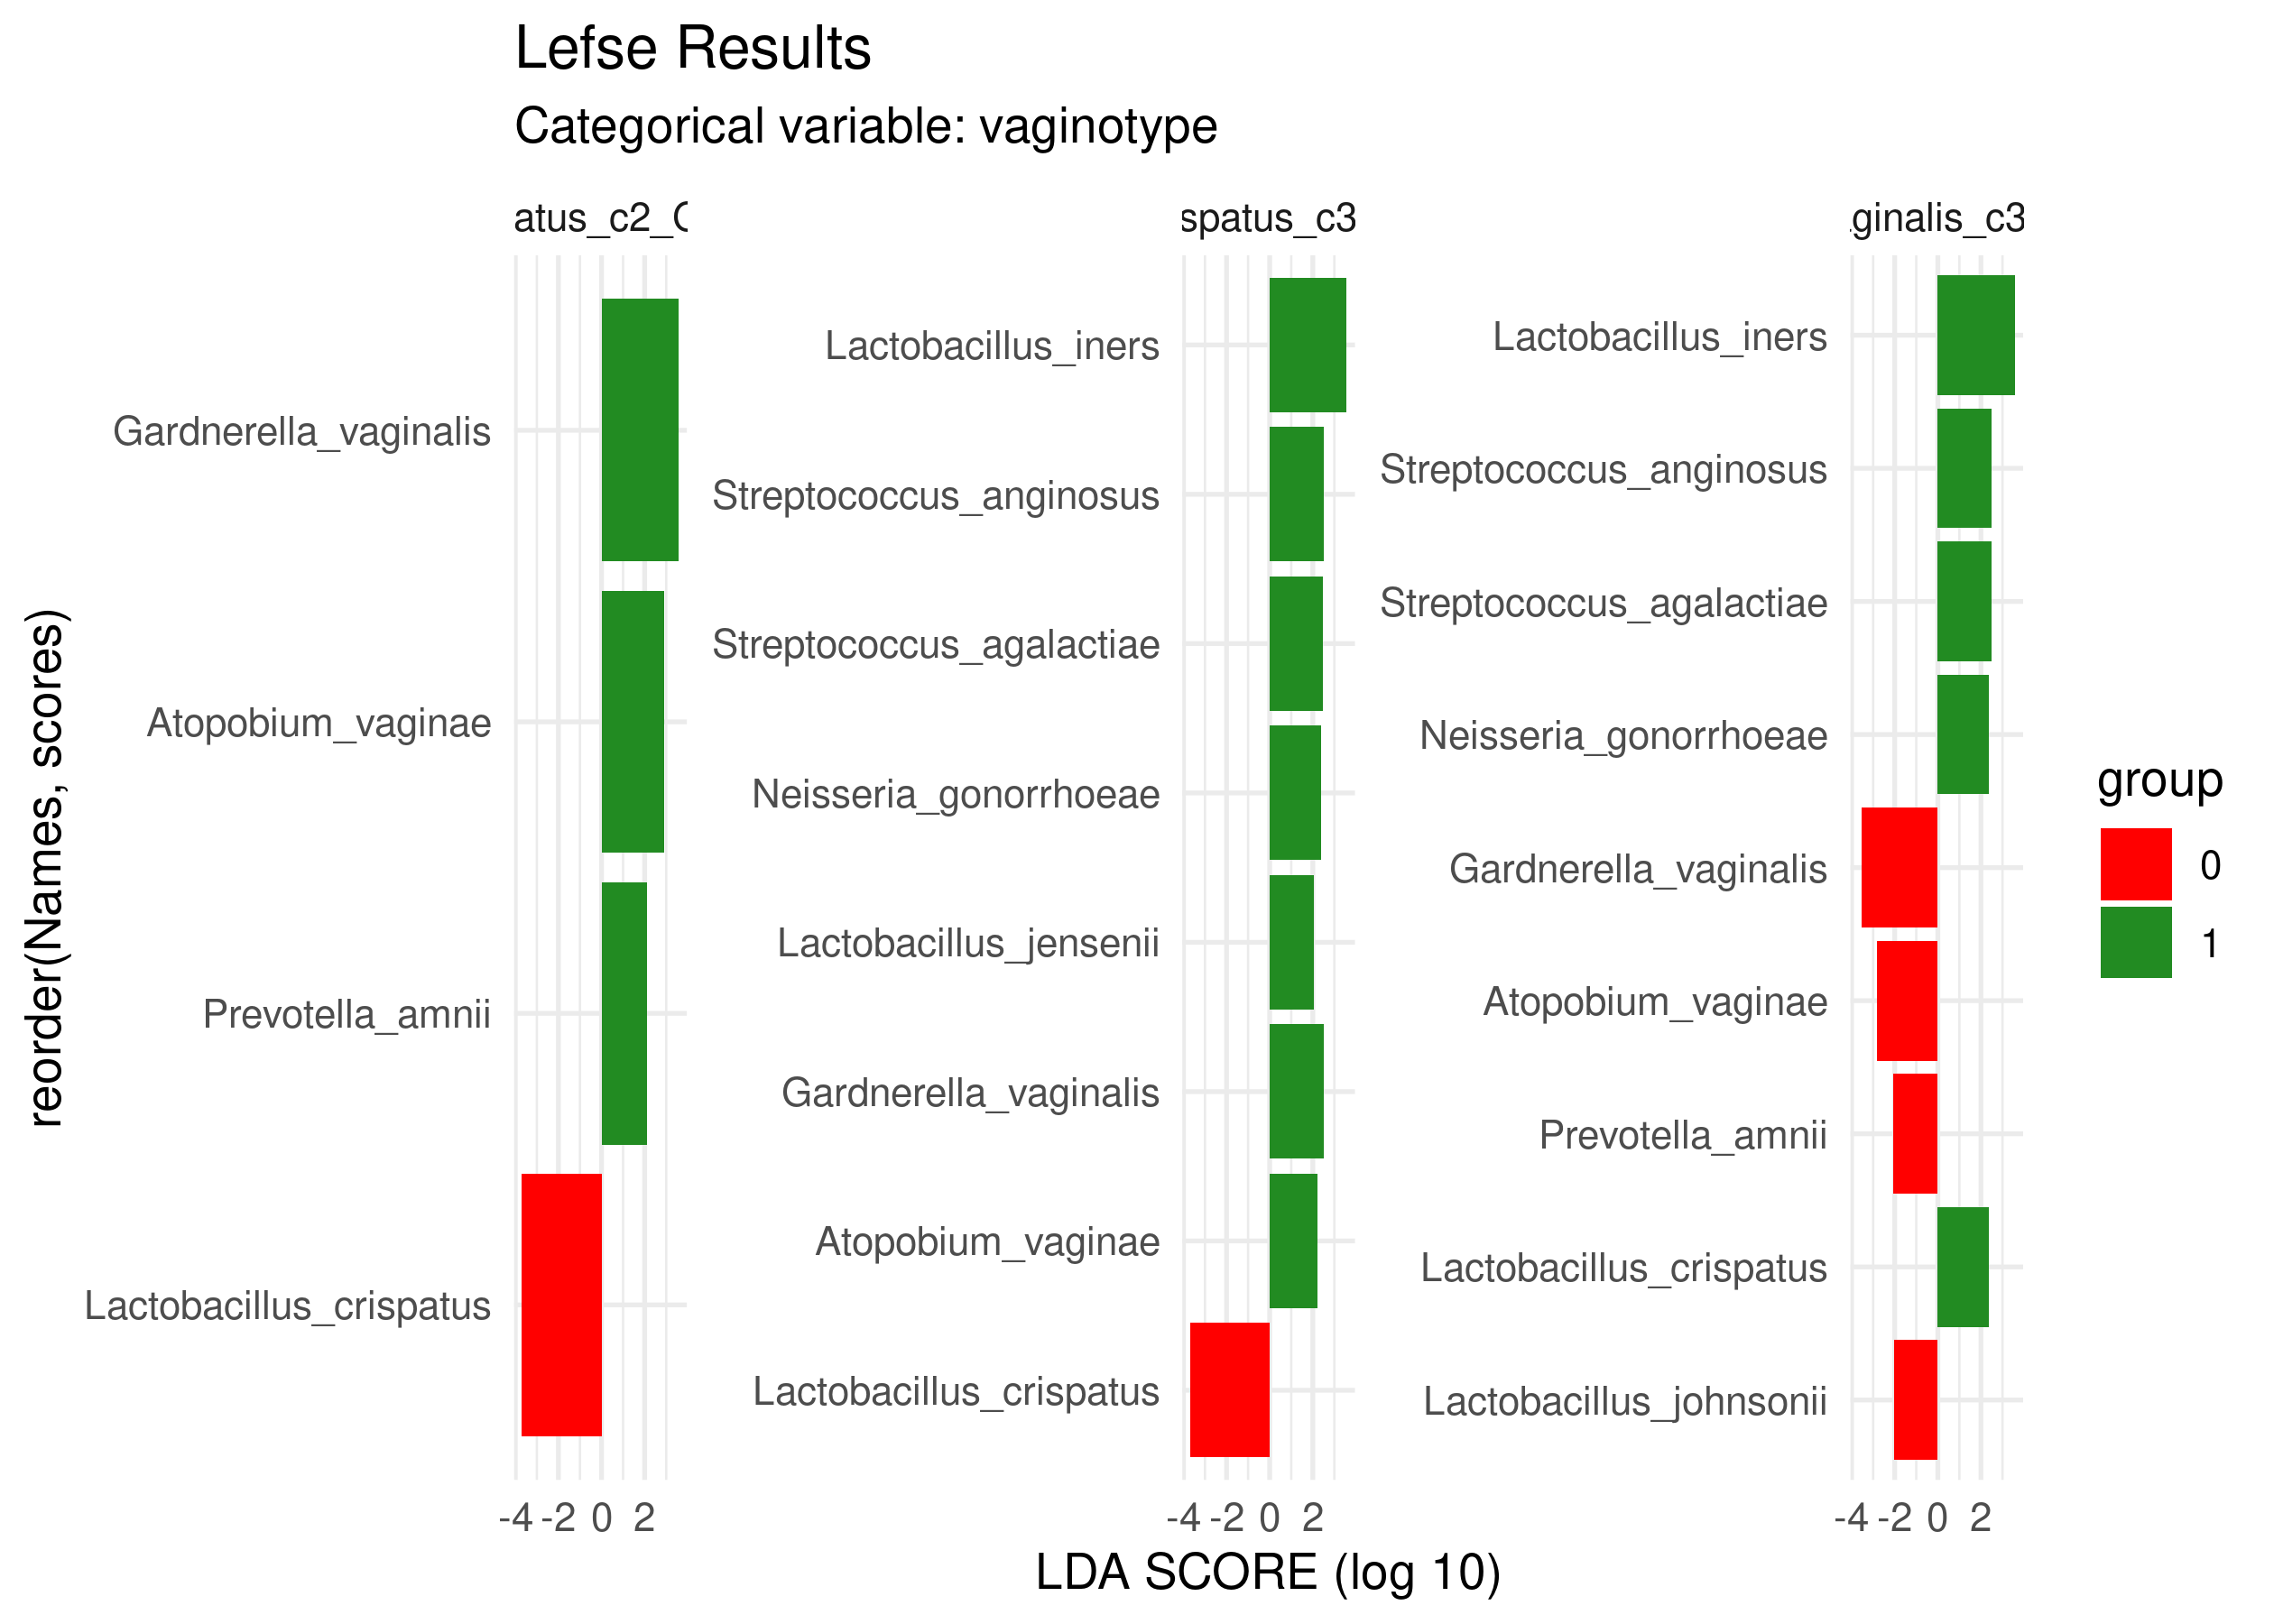 Lefse Results
Categorical variable: vaginotype
atus_c2_
spatus_c3
ginalis_c3
reorder(Names, scores)
Gardnerella_vaginalis
Atopobium_vaginae
Prevotella_amnii
Lactobacillus_crispatus
-4 -2 0 2
Lactobacillus_iners
Streptococcus_anginosus
Streptococcus_agalactiae
Neisseria_gonorrhoeae
Lactobacillus_jensenii
Gardnerella_vaginalis
Atopobium_vaginae
Lactobacillus_crispatus
-4 -2 0 2
Lactobacillus_iners
Streptococcus_anginosus
Streptococcus_agalactiae
Neisseria_gonorrhoeae
Gardnerella_vaginalis
Atopobium_vaginae
Prevotella_amnii
Lactobacillus_crispatus
Lactobacillus_johnsonii
-4 -2 0 2
LDA SCORE (log 10)
group
0
1